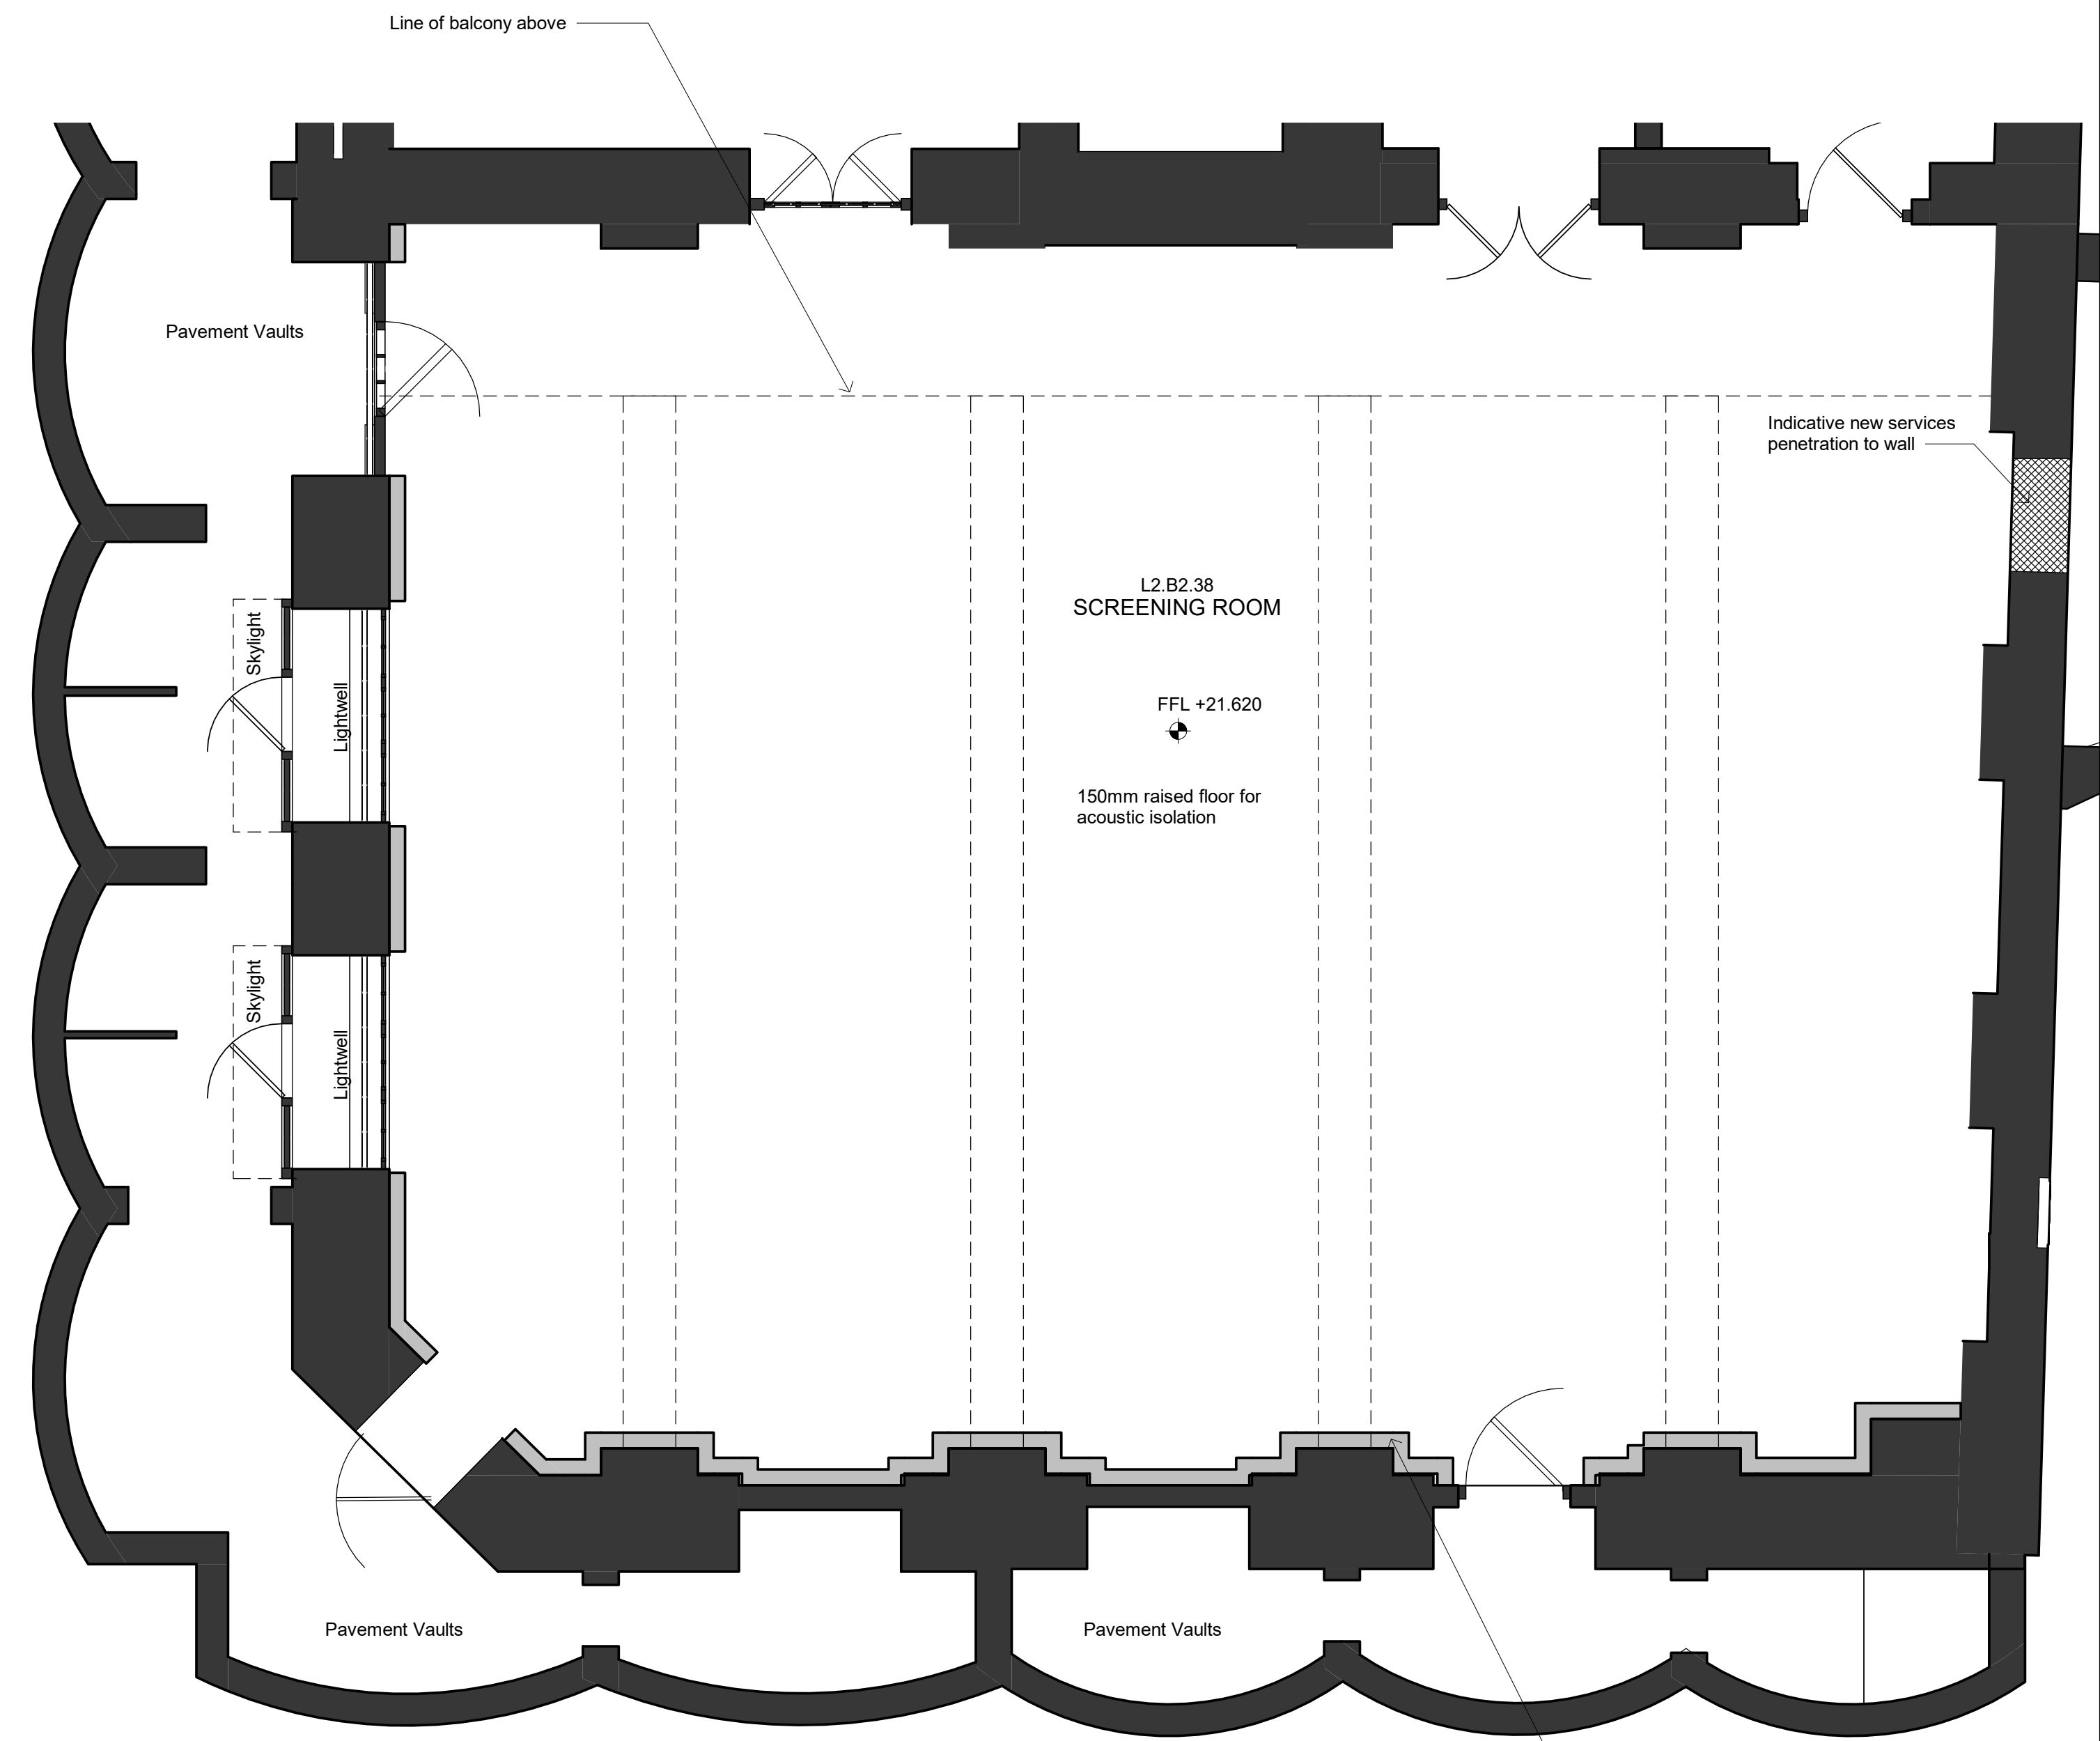 Line of balcony above
Pavement Vaults
Indicative new services
penetration to wall
L2.B2.38
SCREENING ROOM
Skylight
Lightwell
FFL +21.620
150mm raised floor for
acoustic isolation
Skylight
Lightwell
Pavement Vaults
Pavement Vaults